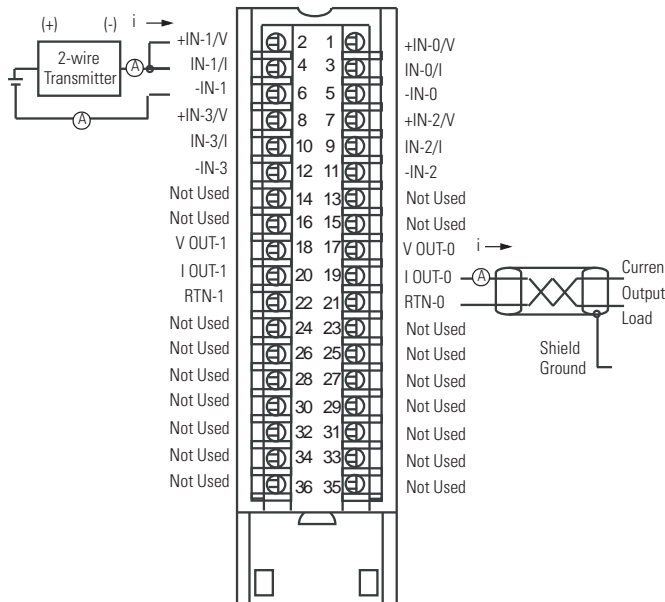 (+) (-) i
2-wire
Transmitter
A
A
+IN-1/V 2 1 +IN-0/V
IN-1/I 4 3 IN-0/I
-IN-1 6 5 -IN-0
+IN-3/V 8 7 +IN-2/V
IN-3/I 10 9 IN-2/I
-IN-3 12 11 -IN-2
Not Used 14 13 Not Used
Not Used 16 15 Not Used
V OUT-1 18 17 V OUT-0 i
I OUT-1 20 19 I OUT-0 A Curren
RTN-1 22 21 RTN-0 Output
Load
Not Used 24 23 Not Used
Not Used 26 25 Not Used
Shield
Ground
Not Used 28 27 Not Used
Not Used 30 29 Not Used
Not Used 32 31 Not Used
Not Used 34 33 Not Used
Not Used 36 35 Not Used